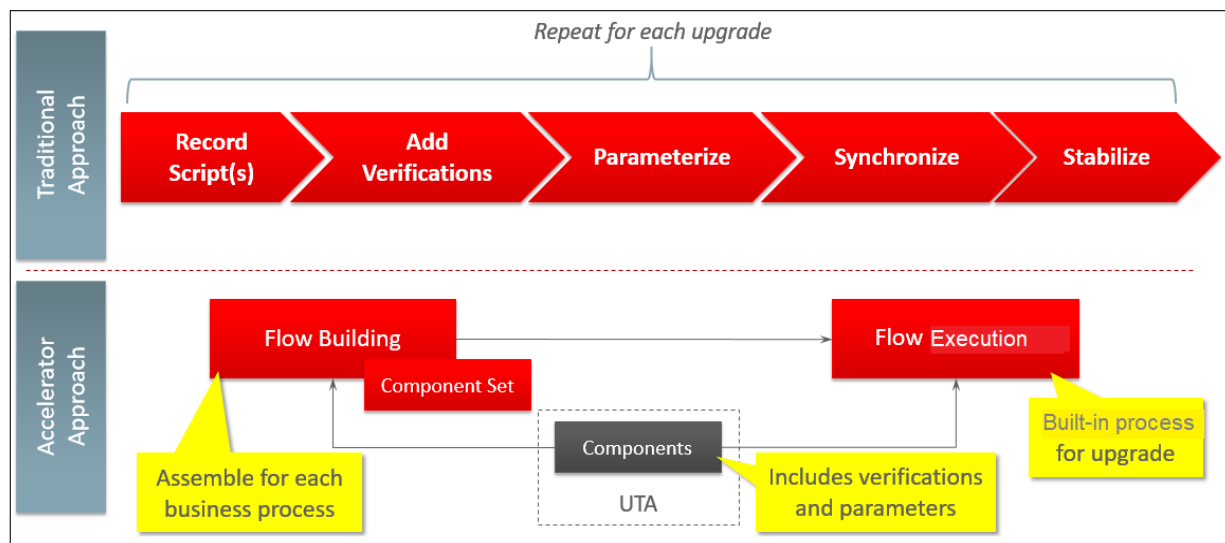 Traditional
Approach
Repeat for each upgrade
Record
Script(s)
Add
Verifications
Parameterize
Synchronize
Stabilize
Accelerator
Approach
Flow Building
Component Set
Flow Execution
Assemble for each
business process
Components
UTA
Includes verifications
and parameters
Built-in process
for upgrade